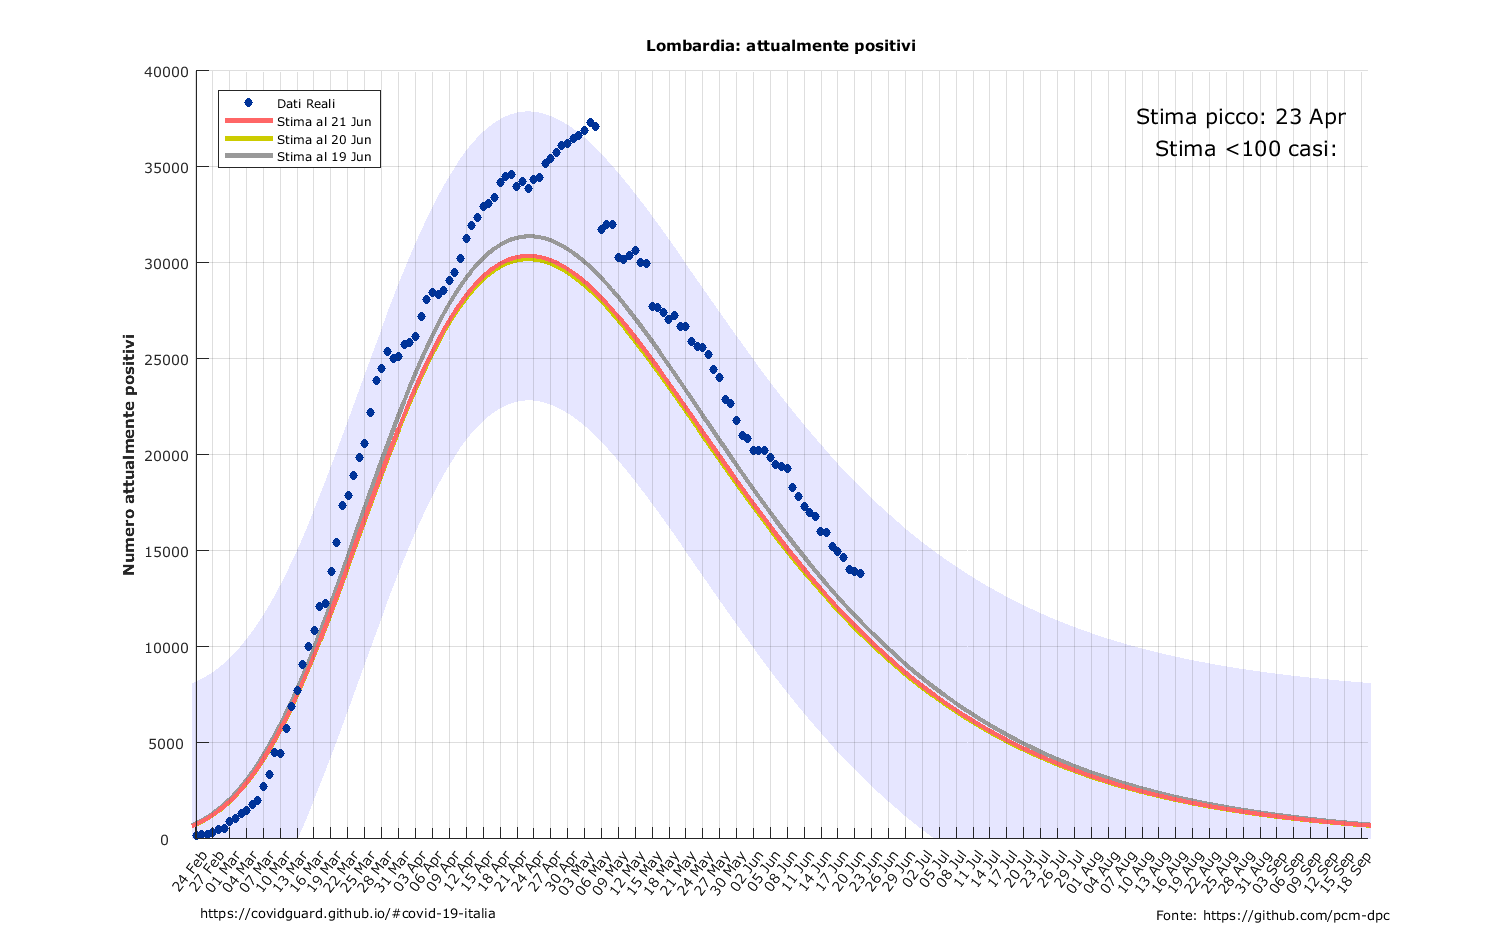 Lombardia: attualmente positivi
40000
35000
30000
25000
20000
15000
10000
5000
0
Numero attualmente positivi
Dati Reali
Stima al 21 Jun
Stima al 20 Jun
Stima al 19 Jun
Stima picco: 23 Apr
Stima <100 casi:
24 Feb
27 Feb
01 Mar
04 Mar
07 Mar
10 Mar
13 Mar
16 Mar
19 Mar
22 Mar
25 Mar
28 Mar
31 Mar
03 Apr
06 Apr
09 Apr
12 Apr
15 Apr
18 Apr
21 Apr
24 Apr
27 Apr
30 Apr
03 May
06 May
09 May
12 May
15 May
18 May
21 May
24 May
27 May
30 May
02 Jun
05 Jun
08 Jun
11 Jun
14 Jun
17 Jun
20 Jun
23 Jun
26 Jun
29 Jun
02 Jul
05 Jul
08 Jul
11 Jul
14 Jul
17 Jul
20 Jul
23 Jul
26 Jul
29 Jul
01 Aug
04 Aug
07 Aug
10 Aug
13 Aug
16 Aug
19 Aug
22 Aug
25 Aug
28 Aug
31 Aug
03 Sep
06 Sep
09 Sep
12 Sep
15 Sep
18 Sep
https://covidguard.github.io/#covid-19-italia
Fonte: https://github.com/pcm-dpc